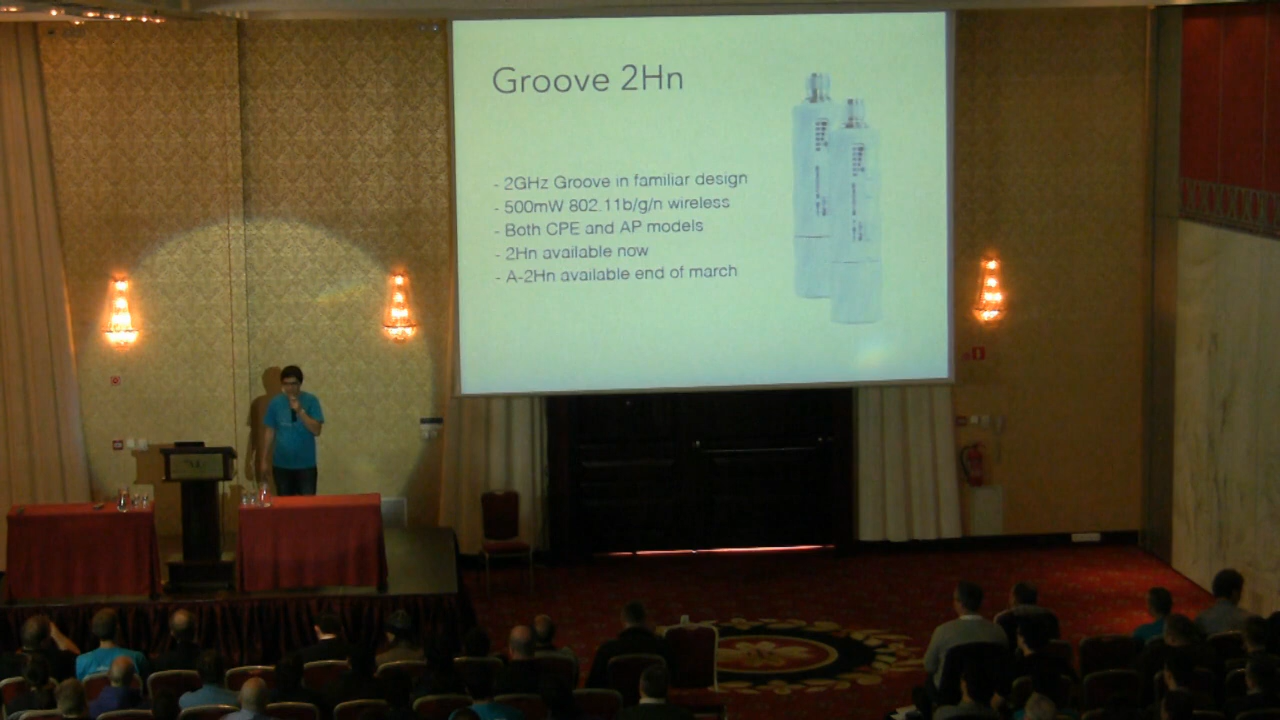 Groove 2Hn
- 2GHz Groove in familiar design
- 500mW 802.11b/g/n wireless
- Both CPE and AP models
- 2Hn available now
- A-2Hn available end of march